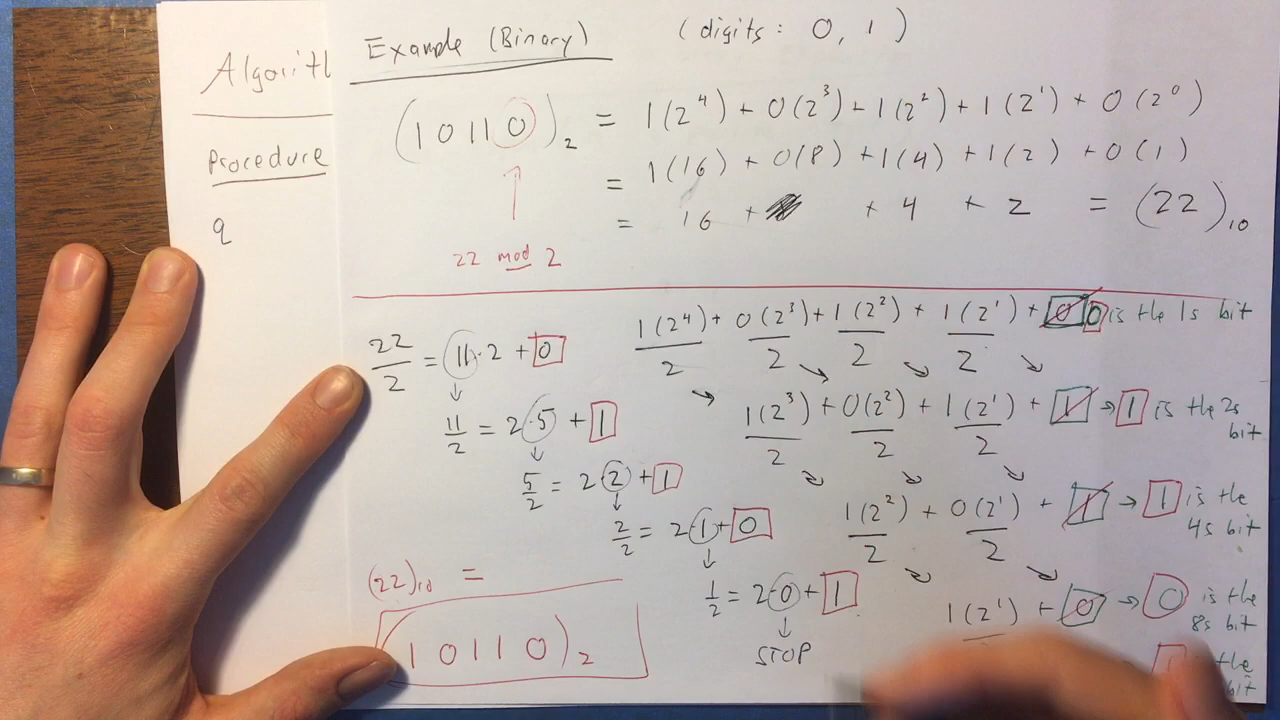 Algorith
Procedure
q
Example (Binary) (digits: 0, 1)
(10110)₂ = 1(2⁴) + 0(2³) + 1(2²) + 1(2¹) + 0(2⁰)
= 1(16) + 0(8) + 1(4) + 1(2) + 0(1)
= 16 + + 4 + 2 = (22)₁₀
22 mod 2
22/2 = 11·2 + 0
11/2 = 2·5 + 1
5/2 = 2·2 + 1
2/2 = 2·1 + 0
1/2 = 2·0 + 1
STOP
(22)₁₀ =
(10110)₂
1(2⁴)/2 + 0(2³)/2 + 1(2²)/2 + 1(2¹)/2 + 0 0 is the 1s bit
1(2³)/2 + 0(2²)/2 + 1(2¹)/2 + 1 → 1 is the 2s bit
1(2²)/2 + 0(2¹)/2 + 1 → 1 is the 4s bit
1(2¹) + 0 → 0 is the 8s bit
the
bit